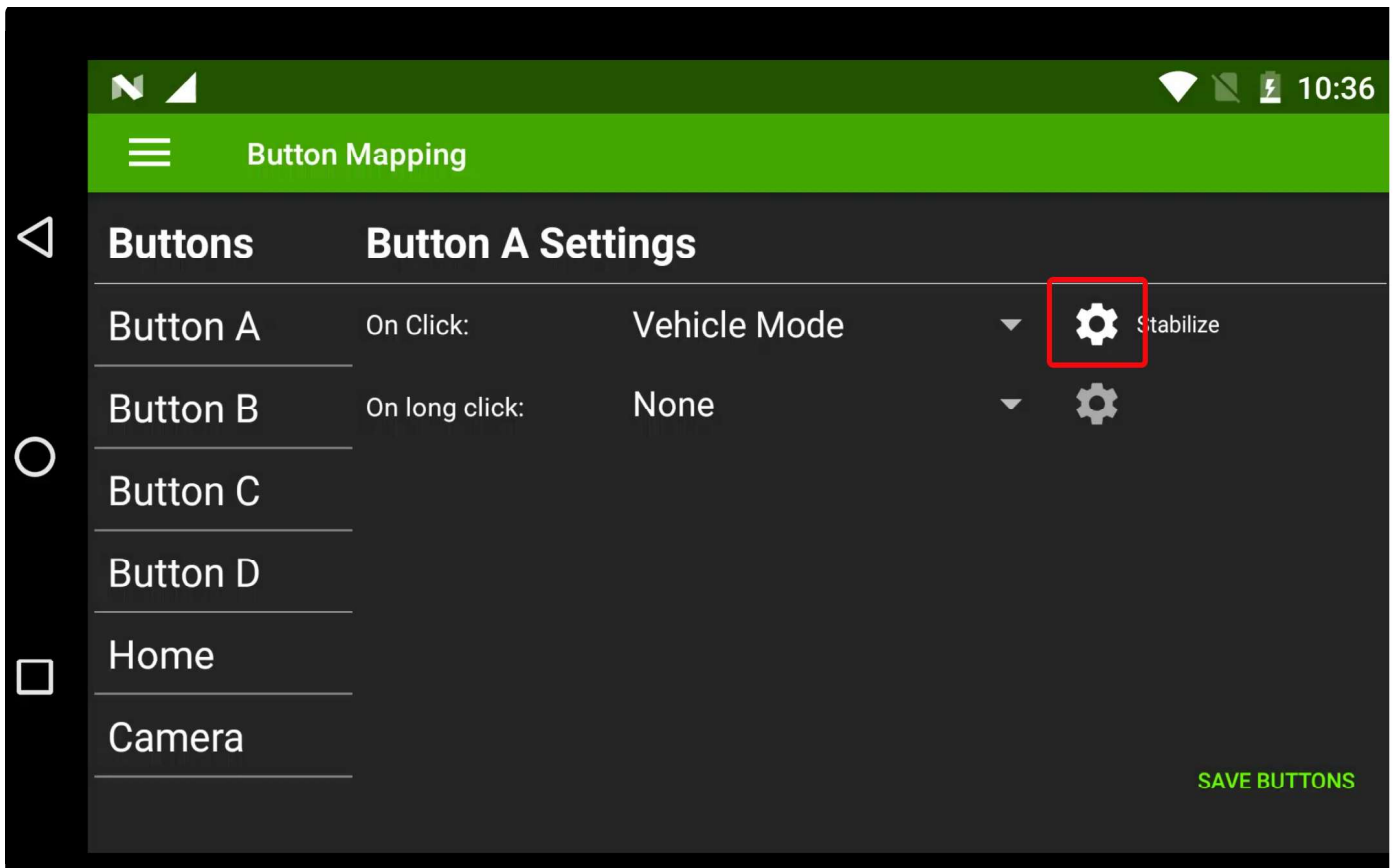 10:36
Button Mapping
Buttons
Button A Settings
Button A
On Click:
Vehicle Mode
Stabilize
Button B
On long click:
None
Button C
Button D
Home
Camera
SAVE BUTTONS